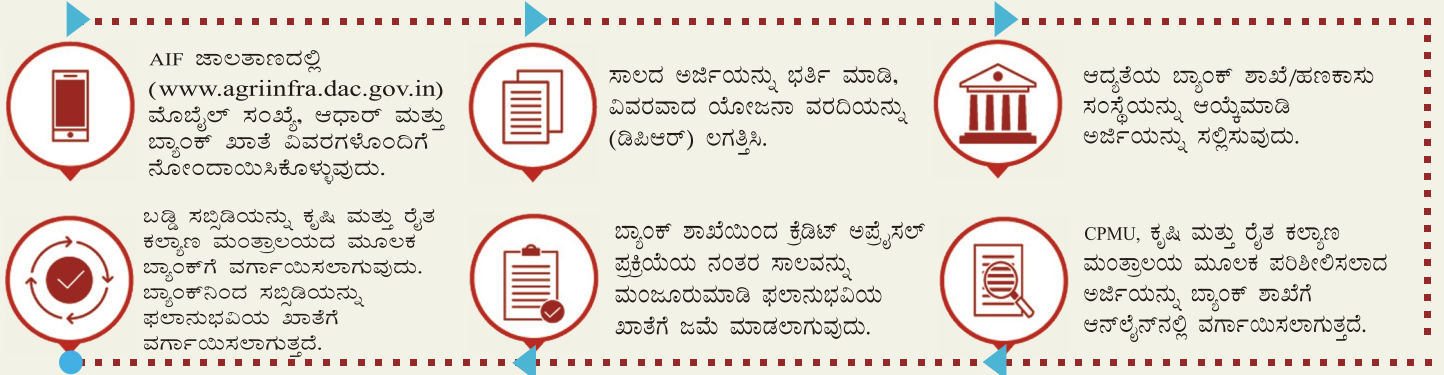 AIF ಜಾಲತಾಣದಲ್ಲಿ
(www.agriinfra.dac.gov.in)
ಮೊಬೈಲ್ ಸಂಖ್ಯೆ, ಆಧಾರ್ ಮತ್ತು
ಬ್ಯಾಂಕ್ ಖಾತೆ ವಿವರಗಳೊಂದಿಗೆ
ನೋಂದಾಯಿಸಿಕೊಳ್ಳುವುದು.
ಸಾಲದ ಅರ್ಜಿಯನ್ನು ಭರ್ತಿ ಮಾಡಿ,
ವಿವರವಾದ ಯೋಜನಾ ವರದಿಯನ್ನು
(ಡಿಪಿಆರ್) ಲಗತ್ತಿಸಿ.
ಆದ್ಯತೆಯ ಬ್ಯಾಂಕ್ ಶಾಖೆ/ಹಣಕಾಸು
ಸಂಸ್ಥೆಯನ್ನು ಆಯ್ಕೆಮಾಡಿ
ಅರ್ಜಿಯನ್ನು ಸಲ್ಲಿಸುವುದು.
CPMU, ಕೃಷಿ ಮತ್ತು ರೈತ ಕಲ್ಯಾಣ
ಮಂತ್ರಾಲಯ ಮೂಲಕ ಪರಿಶೀಲಿಸಲಾದ
ಅರ್ಜಿಯನ್ನು ಬ್ಯಾಂಕ್ ಶಾಖೆಗೆ
ಆನ್‌ಲೈನ್‌ನಲ್ಲಿ ವರ್ಗಾಯಿಸಲಾಗುತ್ತದೆ.
ಬ್ಯಾಂಕ್ ಶಾಖೆಯಿಂದ ಕ್ರೆಡಿಟ್ ಅಪ್ರೈಸಲ್
ಪ್ರಕ್ರಿಯೆಯ ನಂತರ ಸಾಲವನ್ನು
ಮಂಜೂರುಮಾಡಿ ಫಲಾನುಭವಿಯ
ಖಾತೆಗೆ ಜಮೆ ಮಾಡಲಾಗುವುದು.
ಬಡ್ಡಿ ಸಬ್ಸಿಡಿಯನ್ನು ಕೃಷಿ ಮತ್ತು ರೈತ
ಕಲ್ಯಾಣ ಮಂತ್ರಾಲಯದ ಮೂಲಕ
ಬ್ಯಾಂಕ್‌ಗೆ ವರ್ಗಾಯಿಸಲಾಗುವುದು.
ಬ್ಯಾಂಕ್‌ನಿಂದ ಸಬ್ಸಿಡಿಯನ್ನು
ಫಲಾನುಭವಿಯ ಖಾತೆಗೆ
ವರ್ಗಾಯಿಸಲಾಗುತ್ತದೆ.